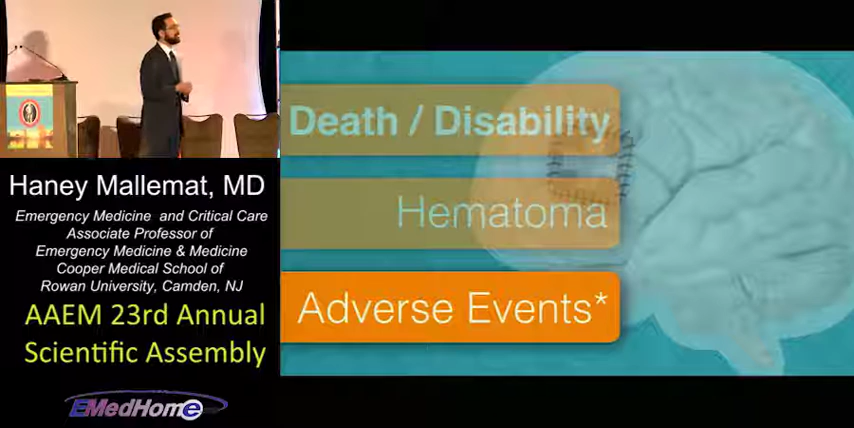 Haney Mallemat, MD
Emergency Medicine and Critical Care
Associate Professor of
Emergency Medicine & Medicine
Cooper Medical School of
Rowan University, Camden, NJ
AAEM 23rd Annual
Scientific Assembly
EMedHome
Death / Disability
Hematoma
Adverse Events*